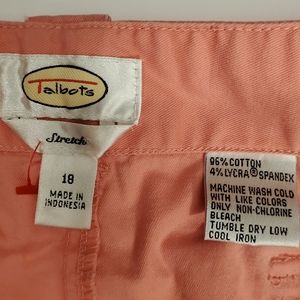 Talbots
Stretch
18
MADE IN
INDONESIA
96% COTTON
4% LYCRA® SPANDEX
MACHINE WASH COLD
WITH LIKE COLORS
ONLY NON-CHLORINE
BLEACH
TUMBLE DRY LOW
COOL IRON